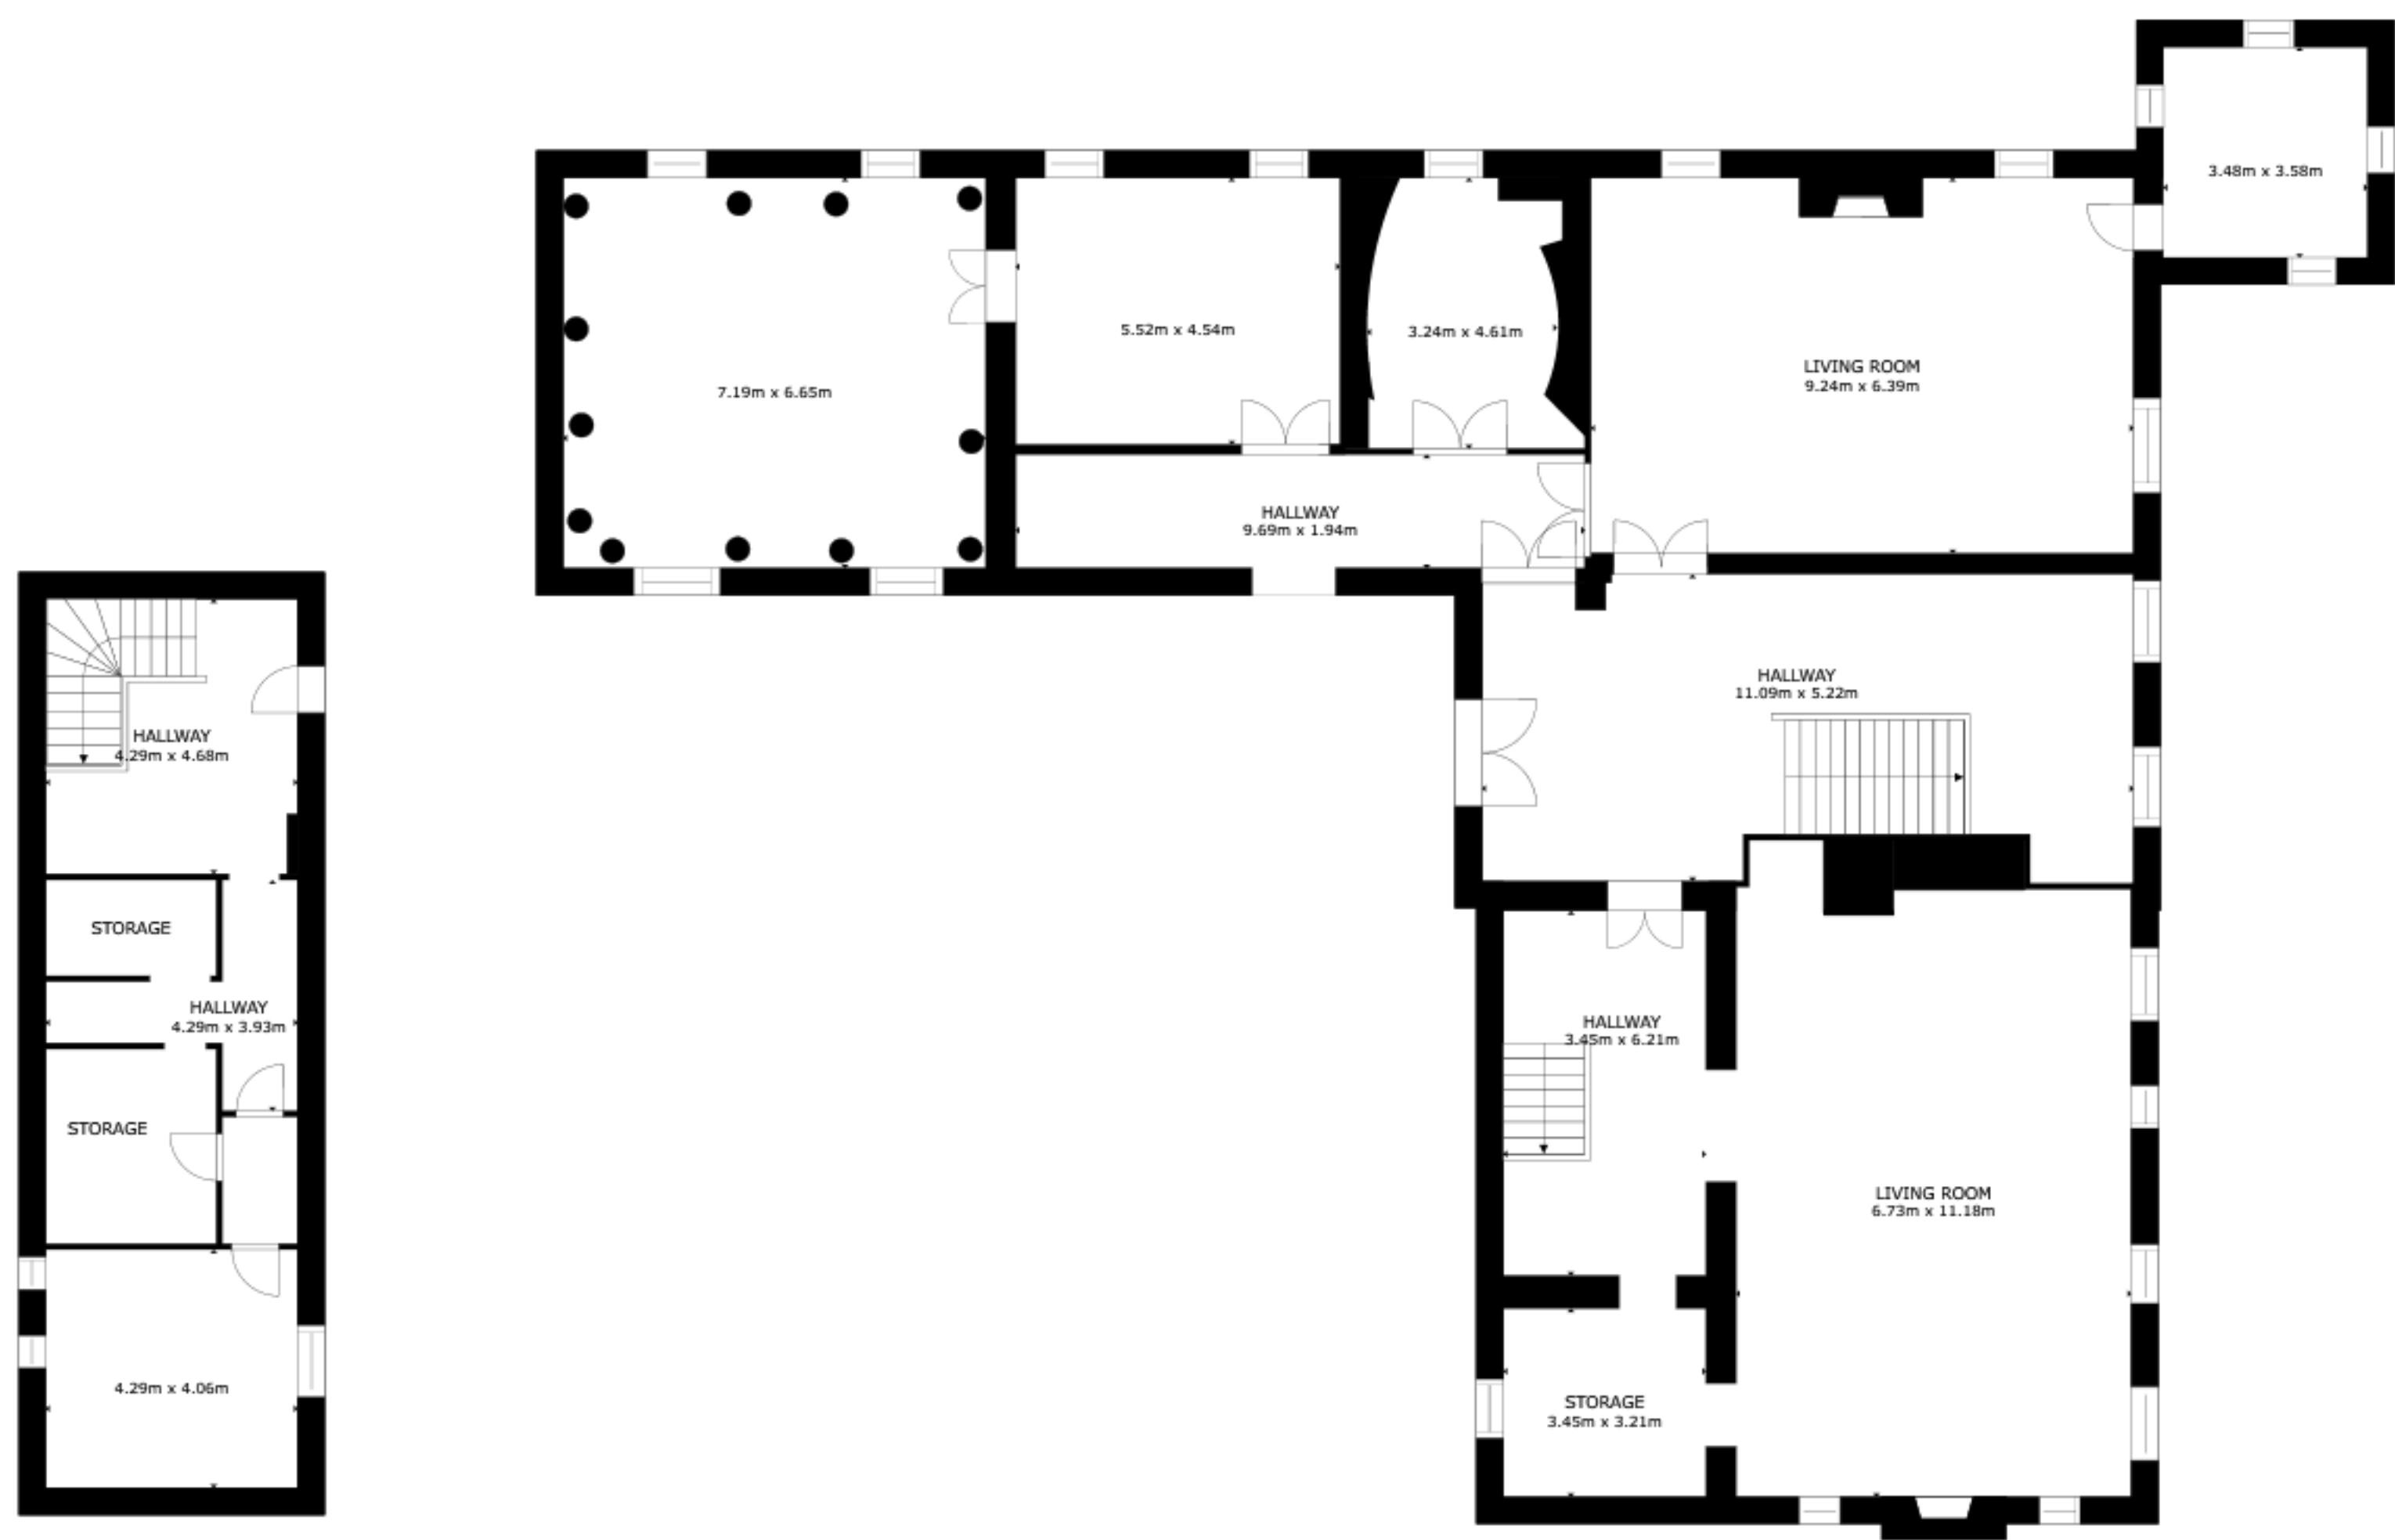 3.48m x 3.58m
5.52m x 4.54m
3.24m x 4.61m
LIVING ROOM
9.24m x 6.39m
7.19m x 6.65m
HALLWAY
9.69m x 1.94m
HALLWAY
11.09m x 5.22m
HALLWAY
4.29m x 4.68m
STORAGE
HALLWAY
4.29m x 3.93m
STORAGE
4.29m x 4.06m
HALLWAY
3.45m x 6.21m
LIVING ROOM
6.73m x 11.18m
STORAGE
3.45m x 3.21m